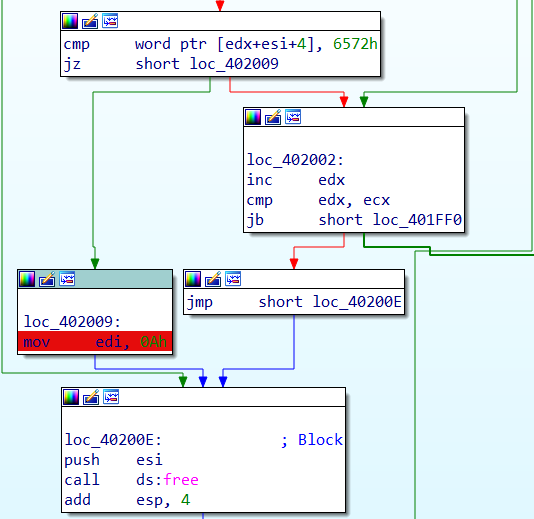 cmp     word ptr [edx+esi+4], 6572h
jz      short loc_402009
loc_402002:
inc     edx
cmp     edx, ecx
jb      short loc_401FF0
loc_402009:
mov     edi, 0Ah
jmp     short loc_40200E
loc_40200E:             ; Block
push    esi
call    ds:free
add     esp, 4